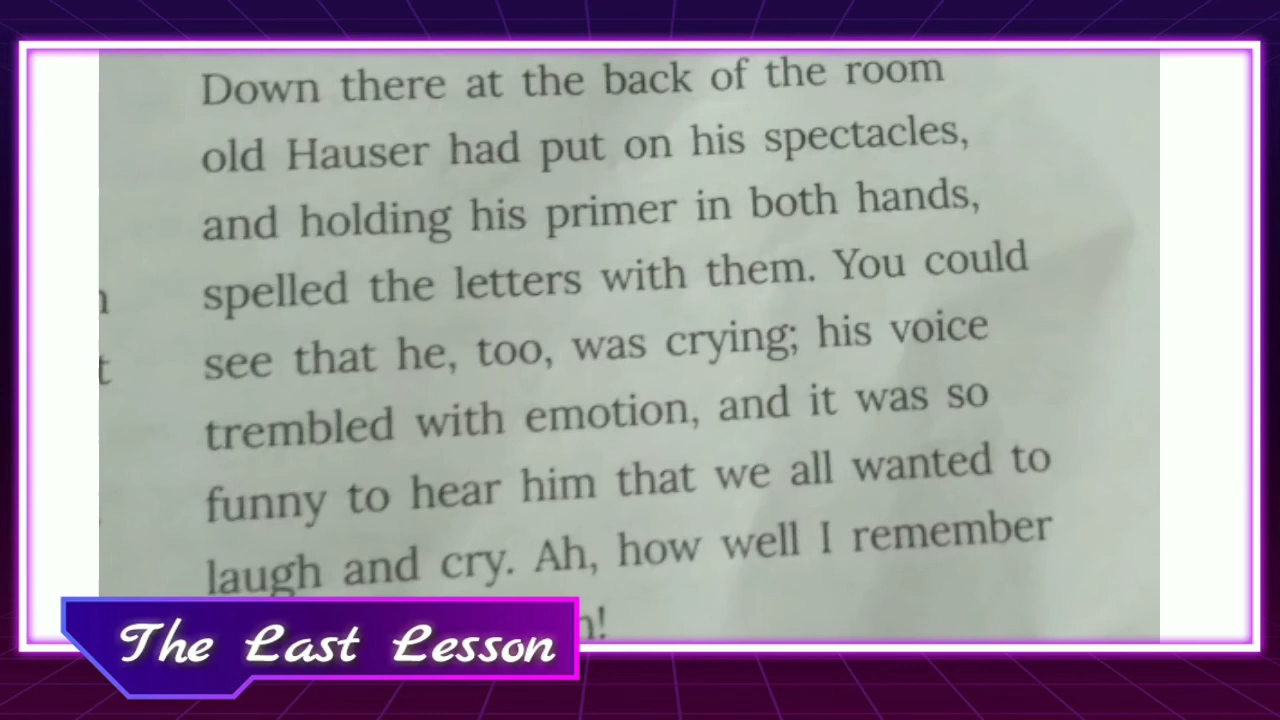 Down there at the back of the room
old Hauser had put on his spectacles,
and holding his primer in both hands,
spelled the letters with them. You could
see that he, too, was crying; his voice
trembled with emotion, and it was so
funny to hear him that we all wanted to
laugh and cry. Ah, how well I remember
The Last Lesson